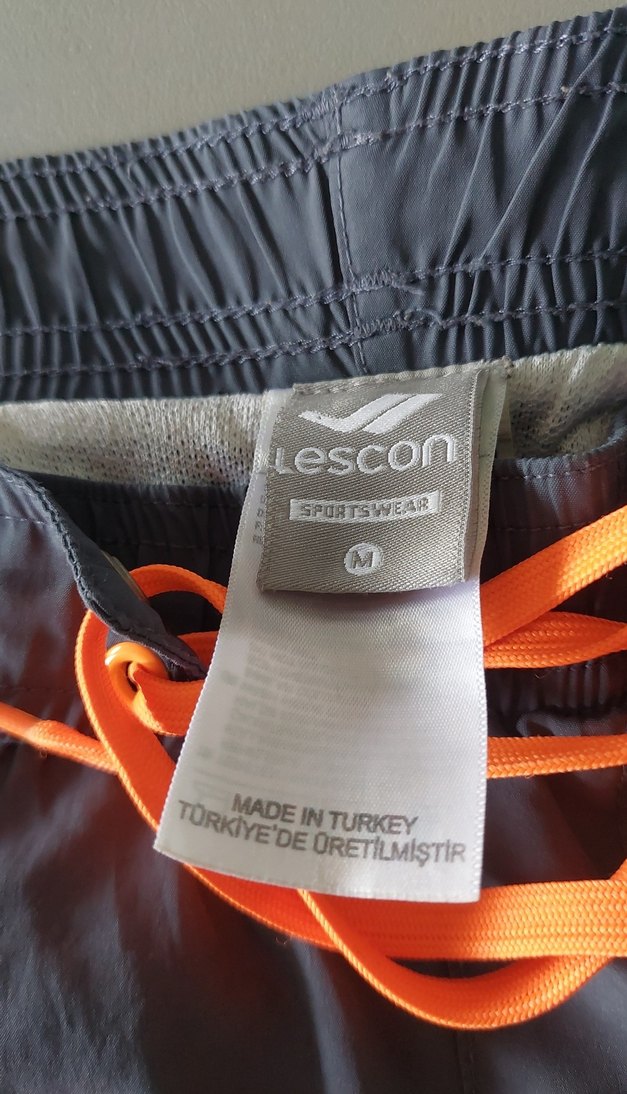 Lescon
SPORTSWEAR
M
MADE IN TURKEY
TÜRKİYE'DE ÜRETİLMİŞTİR